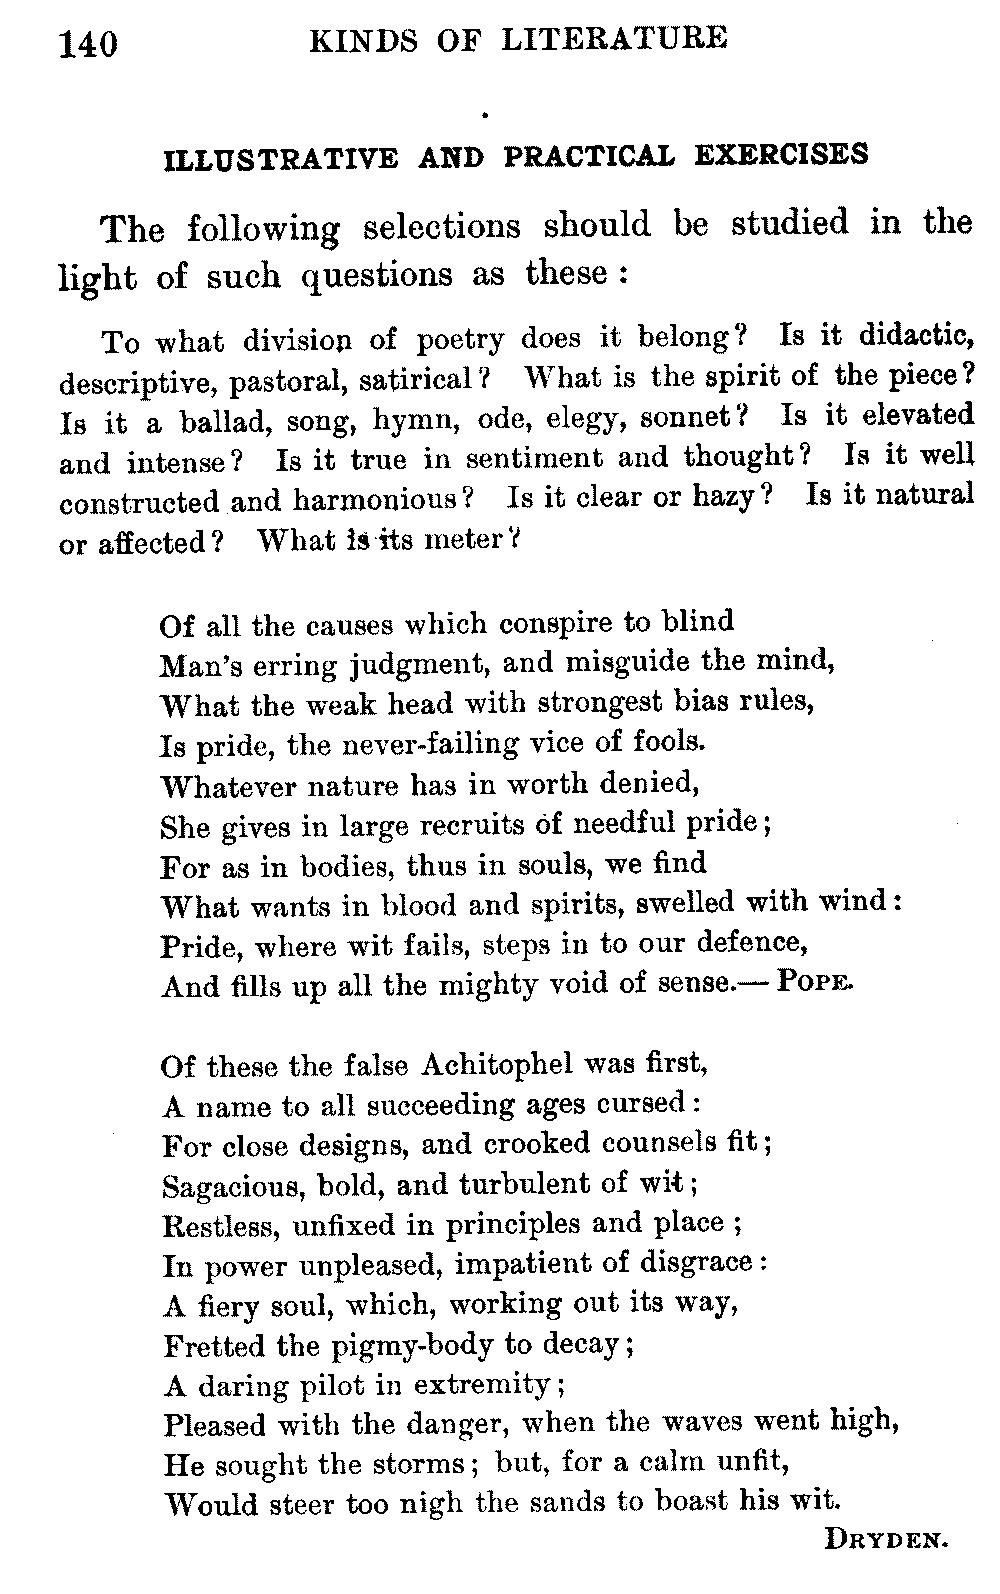 140 KINDS OF LITERATURE
ILLUSTRATIVE AND PRACTICAL EXERCISES
The following selections should be studied in the
light of such questions as these :
To what division of poetry does it belong? Is it didactic,
descriptive, pastoral, satirical? What is the spirit of the piece?
Is it a ballad, song, hymn, ode, elegy, sonnet? Is it elevated
and intense? Is it true in sentiment and thought? Is it well
constructed and harmonious? Is it clear or hazy? Is it natural
or affected? What is its meter?
Of all the causes which conspire to blind
Man's erring judgment, and misguide the mind,
What the weak head with strongest bias rules,
Is pride, the never-failing vice of fools.
Whatever nature has in worth denied,
She gives in large recruits of needful pride;
For as in bodies, thus in souls, we find
What wants in blood and spirits, swelled with wind:
Pride, where wit fails, steps in to our defence,
And fills up all the mighty void of sense.— POPE.
Of these the false Achitophel was first,
A name to all succeeding ages cursed:
For close designs, and crooked counsels fit;
Sagacious, bold, and turbulent of wit;
Restless, unfixed in principles and place ;
In power unpleased, impatient of disgrace:
A fiery soul, which, working out its way,
Fretted the pigmy-body to decay;
A daring pilot in extremity;
Pleased with the danger, when the waves went high,
He sought the storms; but, for a calm unfit,
Would steer too nigh the sands to boast his wit.
DRYDEN.